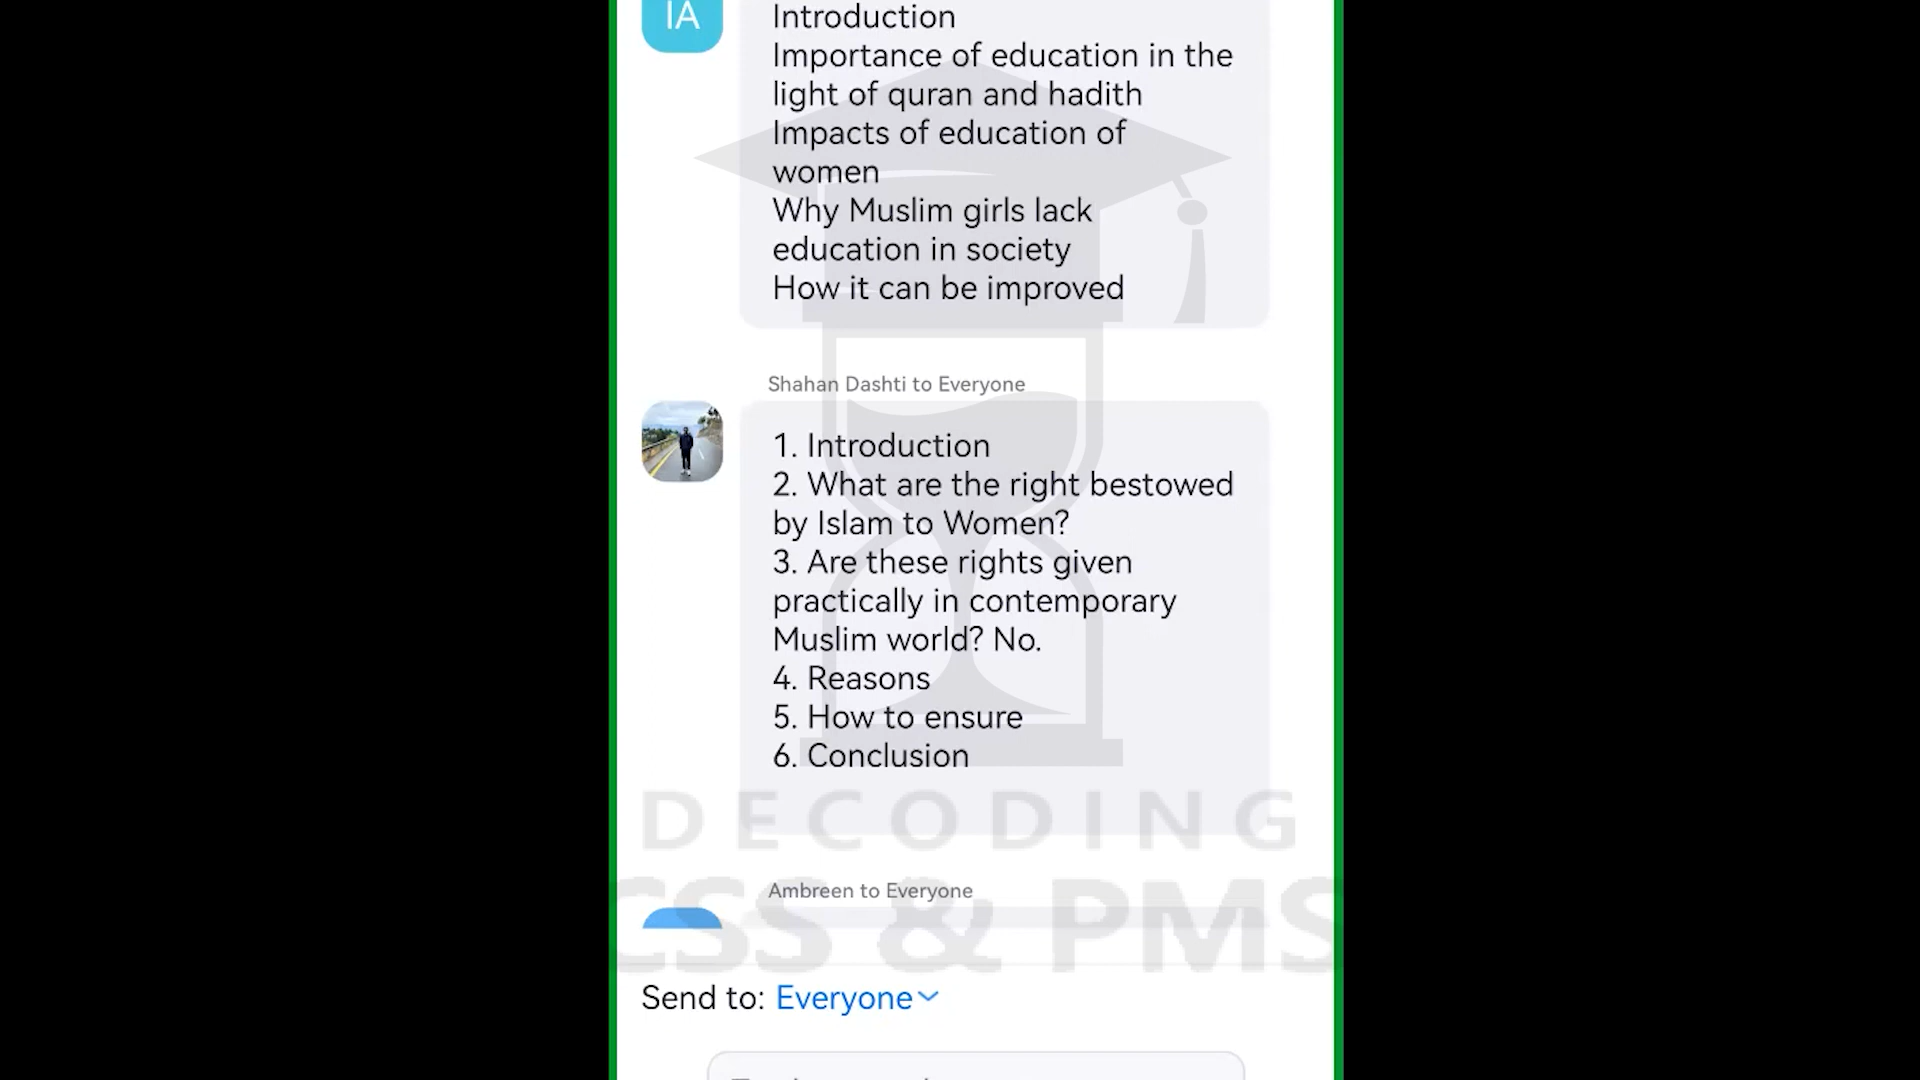 IA
Introduction
Importance of education in the
light of quran and hadith
Impacts of education of
women
Why Muslim girls lack
education in society
How it can be improved
Shahan Dashti to Everyone
1. Introduction
2. What are the right bestowed
by Islam to Women?
3. Are these rights given
practically in contemporary
Muslim world? No.
4. Reasons
5. How to ensure
6. Conclusion
DECODING
Ambreen to Everyone
CSS & PMS
Send to: Everyone